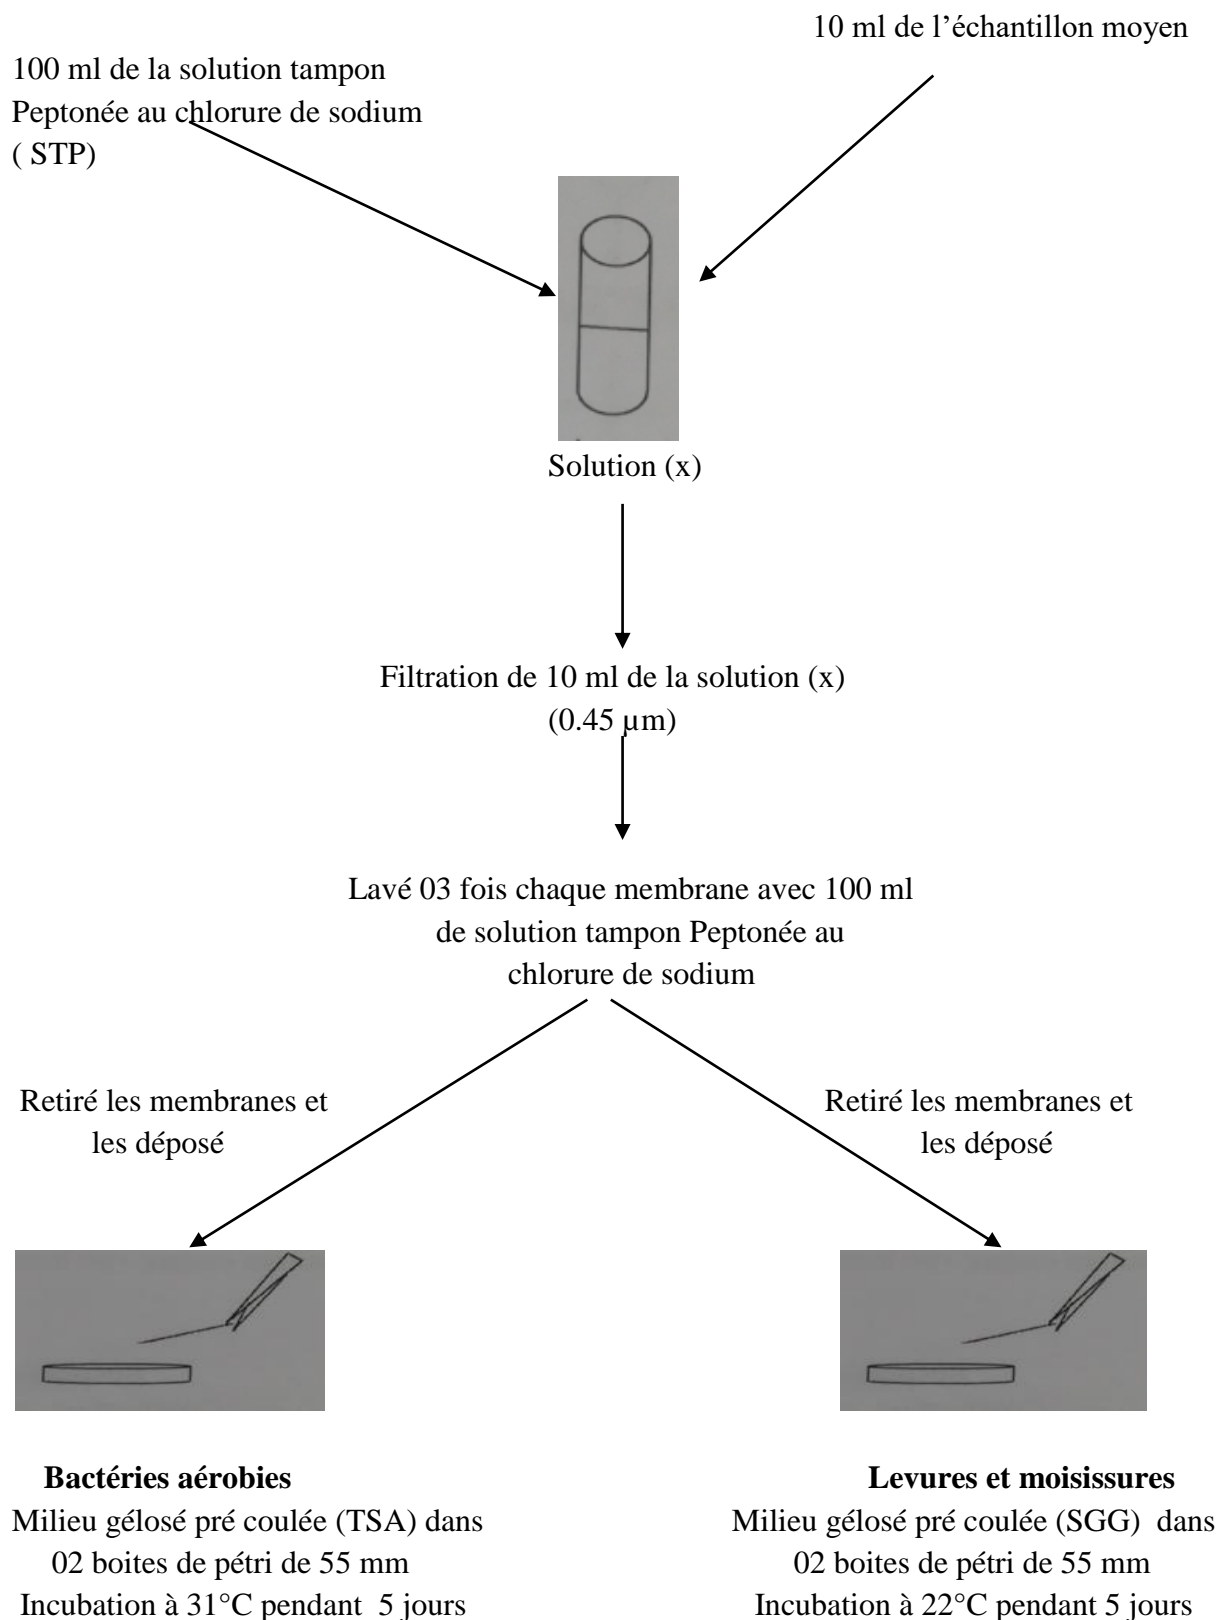 10 ml de l’échantillon moyen
100 ml de la solution tampon
Peptonée au chlorure de sodium
( STP)
Solution (x)
Filtration de 10 ml de la solution (x)
(0.45 µm)
Lavé 03 fois chaque membrane avec 100 ml
de solution tampon Peptonée au
chlorure de sodium
Retiré les membranes et
les déposé
Retiré les membranes et
les déposé
Bactéries aérobies
Milieu gélosé pré coulée (TSA) dans
02 boites de pétri de 55 mm
Incubation à 31°C pendant 5 jours
Levures et moisissures
Milieu gélosé pré coulée (SGG) dans
02 boites de pétri de 55 mm
Incubation à 22°C pendant 5 jours